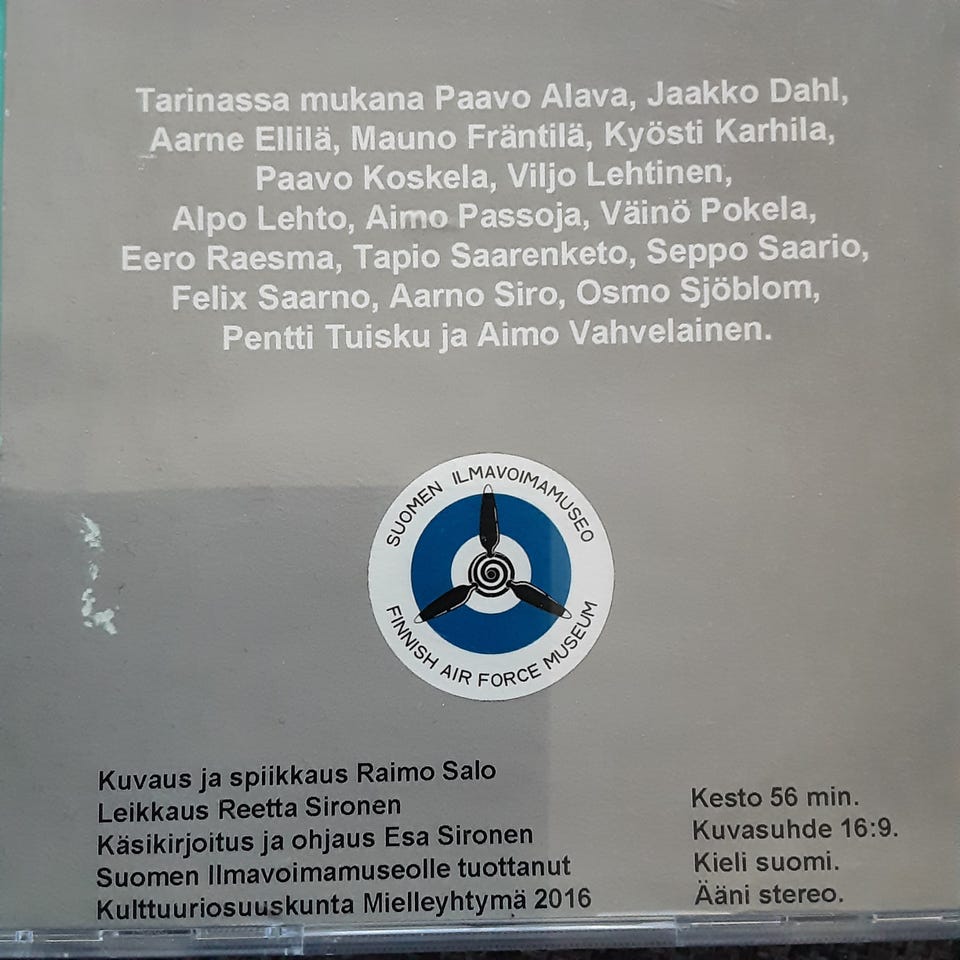 Tarinassa mukana Paavo Alava, Jaakko Dahl,
Aarne Ellilä, Mauno Fräntilä, Kyösti Karhila,
Paavo Koskela, Viljo Lehtinen,
Alpo Lehto, Aimo Passoja, Väinö Pokela,
Eero Raesma, Tapio Saarenketo, Seppo Saario,
Felix Saarno, Aarno Siro, Osmo Sjöblom,
Pentti Tuisku ja Aimo Vahvelainen.
SUOMEN ILMAVOIMAMUSEO
FINNISH AIR FORCE MUSEUM
Kuvaus ja spiikkaus Raimo Salo
Leikkaus Reetta Sironen
Käsikirjoitus ja ohjaus Esa Sironen
Suomen Ilmavoimamuseolle tuottanut
Kulttuuriosuuskunta Mielleyhtymä 2016
Kesto 56 min.
Kuvasuhde 16:9.
Kieli suomi.
Ääni stereo.